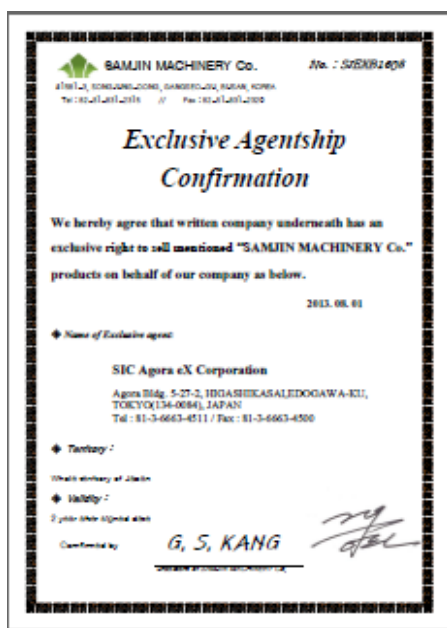 SAMJIN MACHINERY Co.
No. : SJEXB1608
Exclusive Agentship
Confirmation
We hereby agree that written company underneath has an
exclusive right to sell mentioned “SAMJIN MACHINERY Co.”
products on behalf of our company as below.
2013. 08. 01
◆ Name of Exclusive agent:
SIC Agora eX Corporation
Agora Bldg. 5-27-2, HIGASHIKASAI,EDOGAWA-KU,
TOKYO(134-0084), JAPAN
Tel : 81-3-6663-4511 / Fax : 81-3-6663-4500
◆ Territory :
◆ Validity :
Confirmed by
G, S, KANG